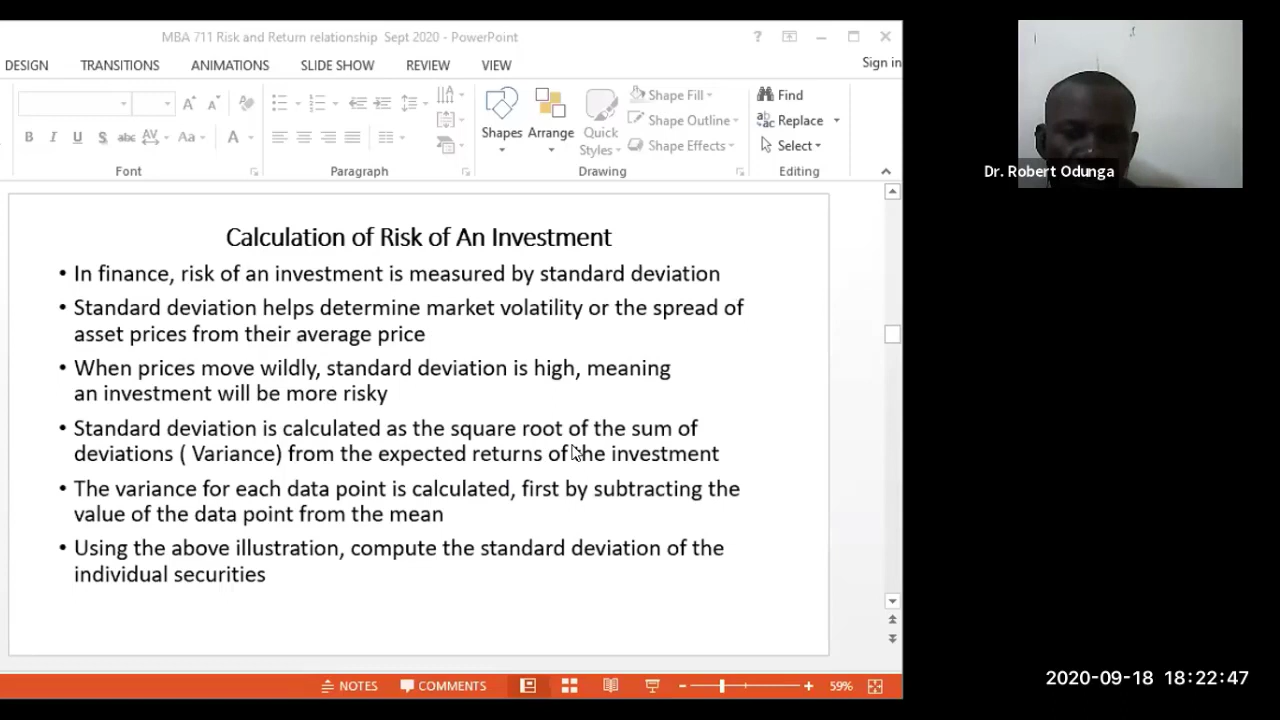 MBA 711 Risk and Return relationship Sept 2020 - PowerPoint
DESIGN TRANSITIONS ANIMATIONS SLIDE SHOW REVIEW VIEW Sign in
Shapes Arrange Quick Styles
Shape Fill
Shape Outline
Shape Effects
Find
Replace
Select
B I U S abc AV Aa A
Font Paragraph Drawing Editing
Dr. Robert Odunga
Calculation of Risk of An Investment
• In finance, risk of an investment is measured by standard deviation
• Standard deviation helps determine market volatility or the spread of
asset prices from their average price
• When prices move wildly, standard deviation is high, meaning
an investment will be more risky
• Standard deviation is calculated as the square root of the sum of
deviations ( Variance) from the expected returns of the investment
• The variance for each data point is calculated, first by subtracting the
value of the data point from the mean
• Using the above illustration, compute the standard deviation of the
individual securities
NOTES COMMENTS 59%
2020-09-18 18:22:47